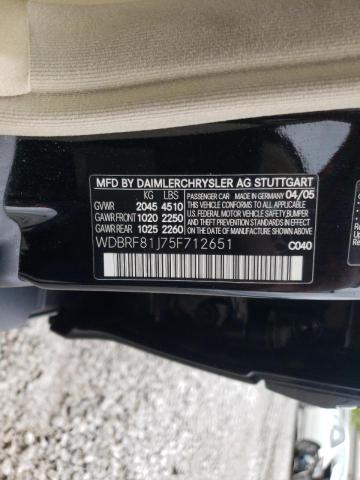 MFD BY DAIMLERCHRYSLER AG STUTTGART
KG LBS PASSENGER CAR MADE IN GERMANY 04/05
GVWR 2045 4510 THIS VEHICLE CONFORMS TO ALL
GAWR FRONT 1020 2250 U.S. FEDERAL MOTOR VEHICLE SAFETY, BUMPER,
GAWR REAR 1025 2260 AND THEFT PREVENTION STANDARDS IN EFFECT ON THE DATE OF MANUFACTURE SHOWN ABOVE
WDBRF81J75F712651
C040